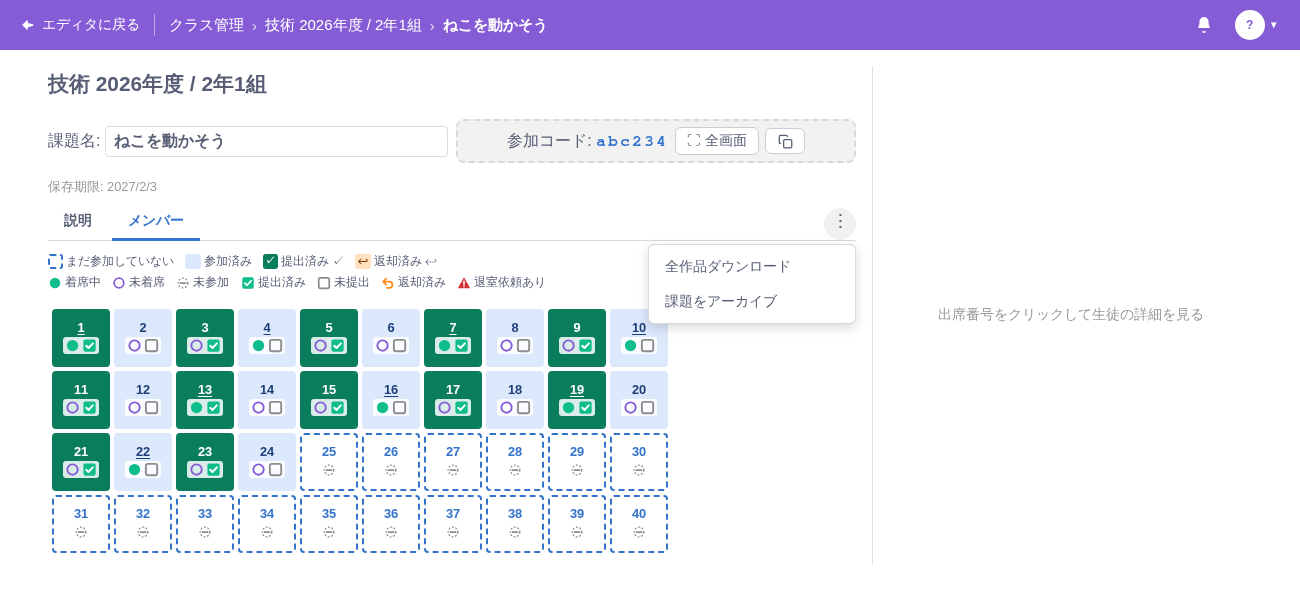 エディタに戻る クラス管理 › 技術 2026年度 / 2年1組 › ねこを動かそう ? ▼
技術 2026年度 / 2年1組
課題名: ねこを動かそう 参加コード: abc234 全画面
保存期限: 2027/2/3
説明 メンバー ⋮
まだ参加していない 参加済み 提出済み ✓ 返却済み ↩
着席中 未着席 未参加 提出済み 未提出 返却済み 退室依頼あり
全作品ダウンロード
課題をアーカイブ
1 2 3 4 5 6 7 8 9 10
11 12 13 14 15 16 17 18 19 20
21 22 23 24 25 26 27 28 29 30
31 32 33 34 35 36 37 38 39 40
出席番号をクリックして生徒の詳細を見る